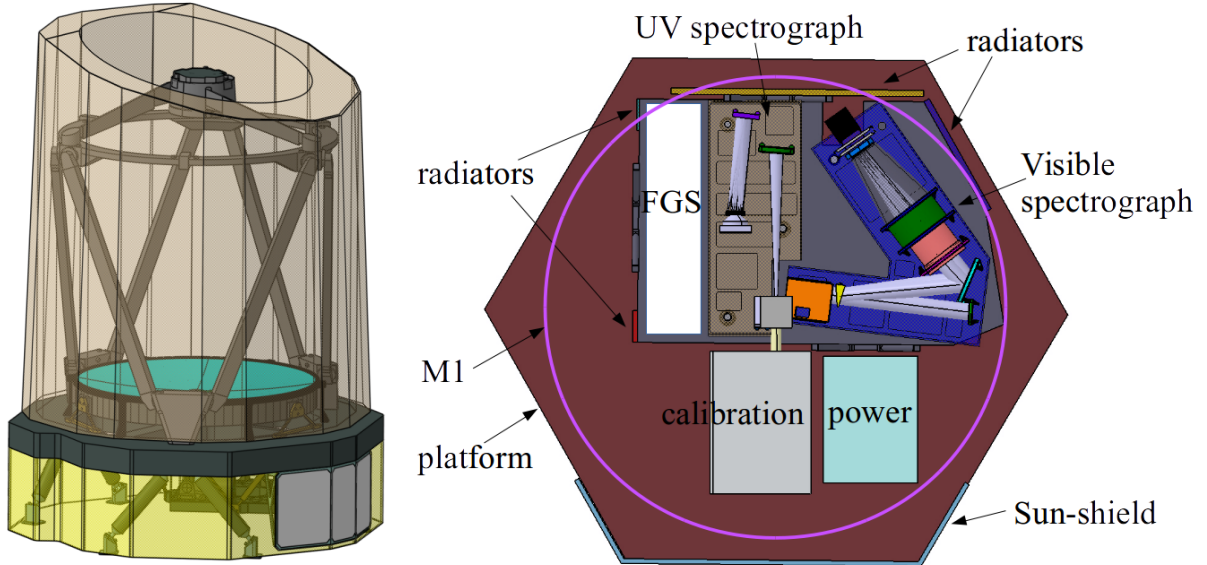 UV spectrograph
radiators
radiators
FGS
Visible
spectrograph
M1
calibration
power
platform
Sun-shield